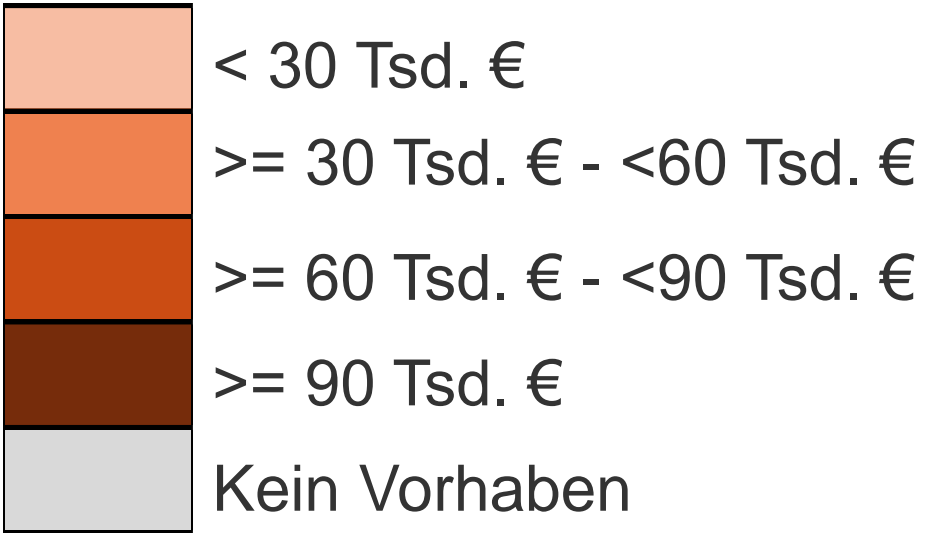 < 30 Tsd. €
>= 30 Tsd. € - <60 Tsd. €
>= 60 Tsd. € - <90 Tsd. €
>= 90 Tsd. €
Kein Vorhaben